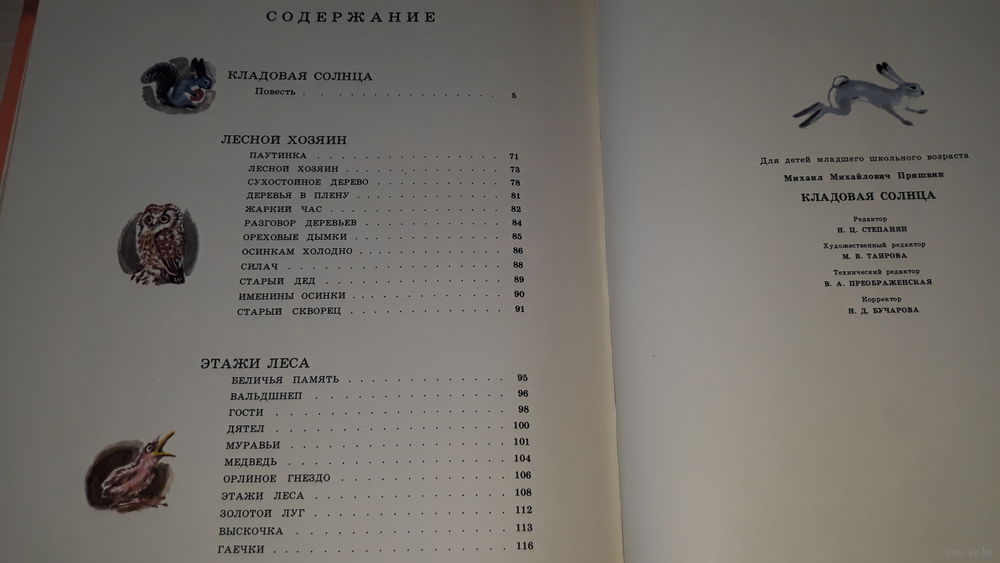 СОДЕРЖАНИЕ
КЛАДОВАЯ СОЛНЦА
Повесть . . . . . . . . . . . . . . . 5
ЛЕСНОЙ ХОЗЯИН
ПАУТИНКА . . . . . . . . . . . . . 71
ЛЕСНОЙ ХОЗЯИН . . . . . . . . . . . 73
СУХОСТОЙНОЕ ДЕРЕВО . . . . . . . . . 78
ДЕРЕВЬЯ В ПЛЕНУ . . . . . . . . . . 81
ЖАРКИЙ ЧАС . . . . . . . . . . . . 82
РАЗГОВОР ДЕРЕВЬЕВ . . . . . . . . . 84
ОРЕХОВЫЕ ДЫМКИ . . . . . . . . . . 85
ОСИНКАМ ХОЛОДНО . . . . . . . . . . 86
СИЛАЧ . . . . . . . . . . . . . . 88
СТАРЫЙ ДЕД . . . . . . . . . . . . 89
ИМЕНИНЫ ОСИНКИ . . . . . . . . . . 90
СТАРЫЙ СКВОРЕЦ . . . . . . . . . . 91
ЭТАЖИ ЛЕСА
БЕЛИЧЬЯ ПАМЯТЬ . . . . . . . . . . 95
ВАЛЬДШНЕП . . . . . . . . . . . . 96
ГОСТИ . . . . . . . . . . . . . . 98
ДЯТЕЛ . . . . . . . . . . . . . . 100
МУРАВЬИ . . . . . . . . . . . . . 101
МЕДВЕДЬ . . . . . . . . . . . . . 104
ОРЛИНОЕ ГНЕЗДО . . . . . . . . . . 106
ЭТАЖИ ЛЕСА . . . . . . . . . . . . 108
ЗОЛОТОЙ ЛУГ . . . . . . . . . . . . 112
ВЫСКОЧКА . . . . . . . . . . . . . 113
ГАЕЧКИ . . . . . . . . . . . . . . 116
Для детей младшего школьного возраста
Михаил Михайлович Пришвин
КЛАДОВАЯ СОЛНЦА
Редактор
И. Ц. СТЕПАНЯН
Художественный редактор
М. В. ТАИРОВА
Технический редактор
В. А. ПРЕОБРАЖЕНСКАЯ
Корректор
Н. Д. БУЧАРОВА
www.ay.by